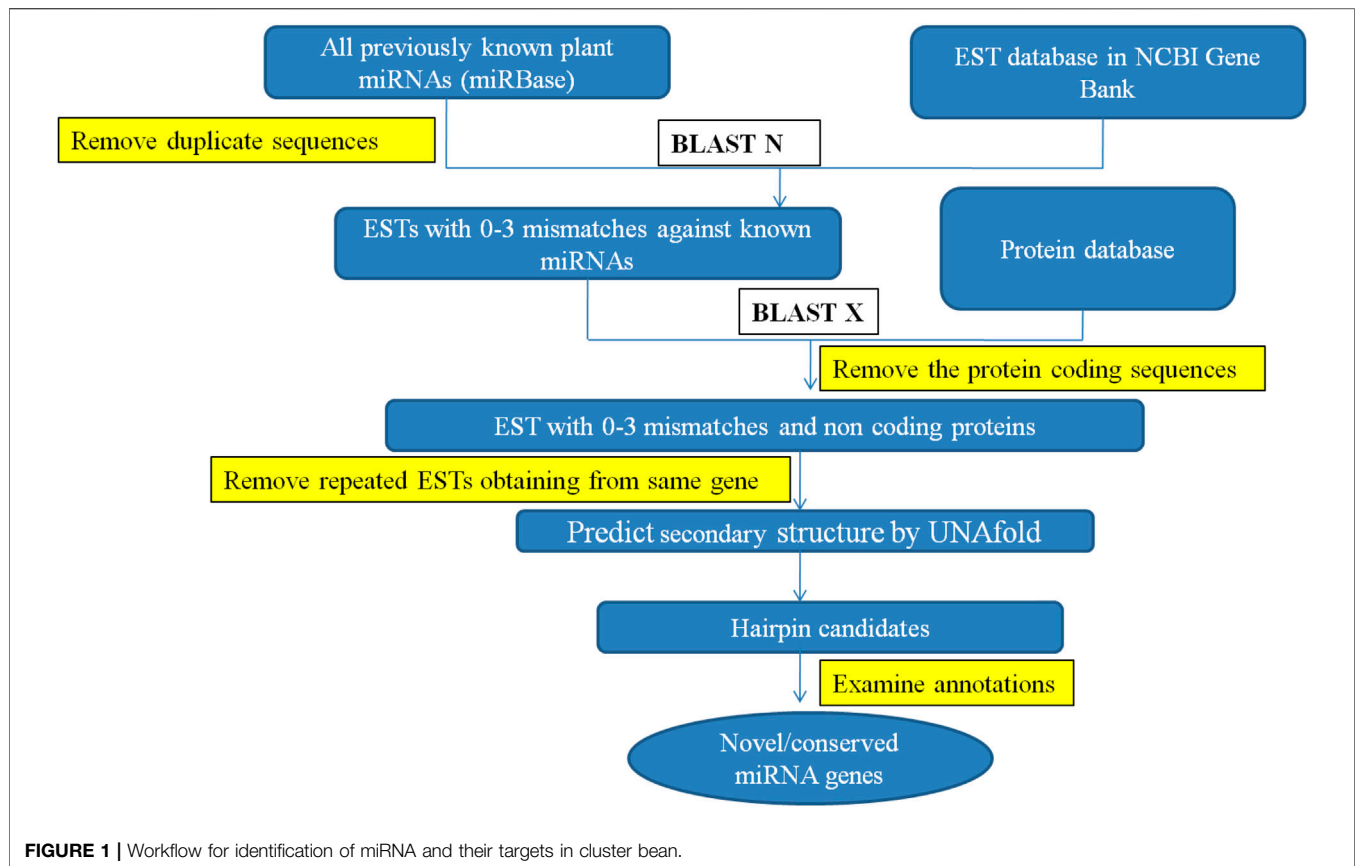 All previously known plant
miRNAs (miRBase)
EST database in NCBI Gene
Bank
Remove duplicate sequences
BLAST N
ESTs with 0-3 mismatches against known
miRNAs
Protein database
BLAST X
Remove the protein coding sequences
EST with 0-3 mismatches and non coding proteins
Remove repeated ESTs obtaining from same gene
Predict secondary structure by UNAfold
Hairpin candidates
Examine annotations
Novel/conserved
miRNA genes
FIGURE 1 | Workflow for identification of miRNA and their targets in cluster bean.